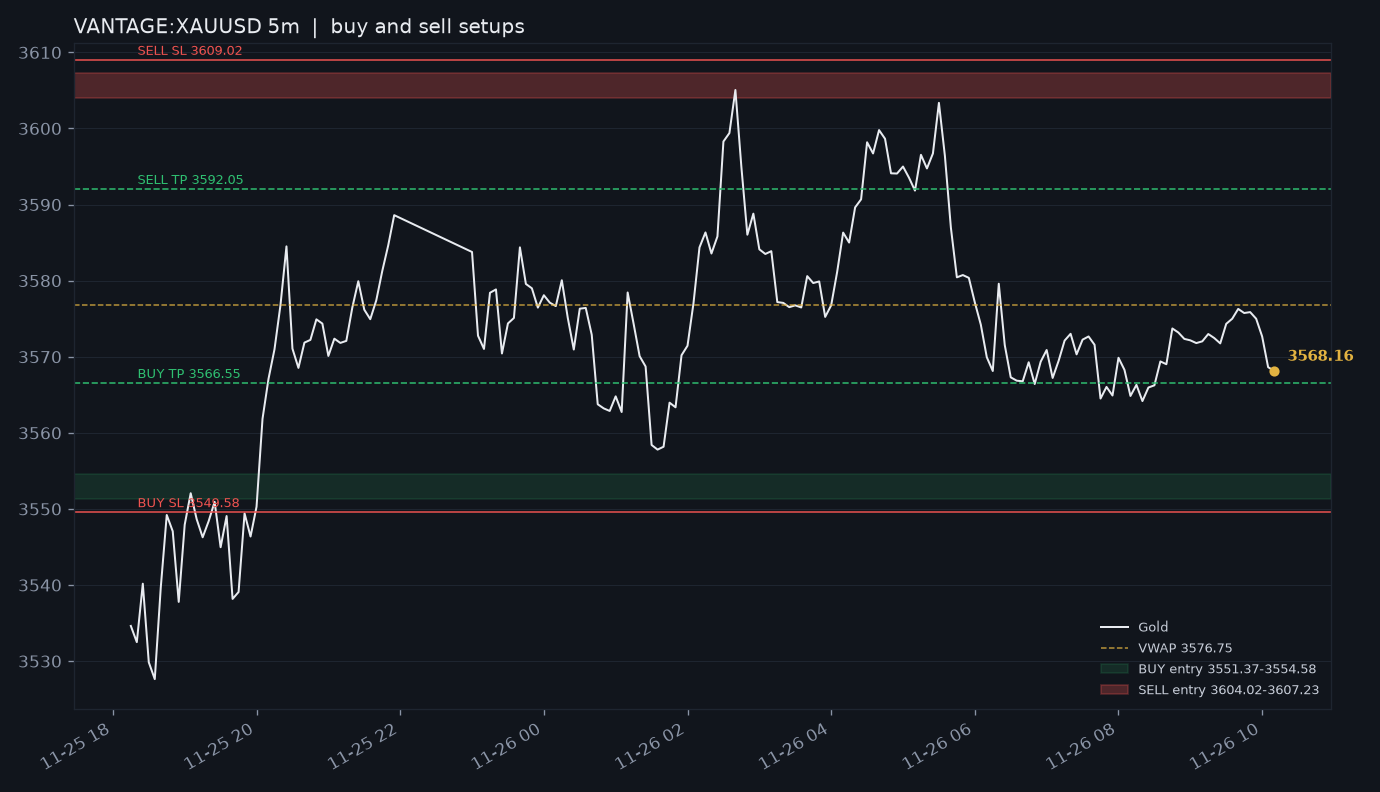 VANTAGE:XAUUSD 5m | buy and sell setups
3610
3600
3590
3580
3570
3560
3550
3540
3530
SELL SL 3609.02
SELL TP 3592.05
BUY TP 3566.55
BUY SL 3549.58
3568.16
Gold
VWAP 3576.75
BUY entry 3551.37-3554.58
SELL entry 3604.02-3607.23
11-25 18
11-25 20
11-25 22
11-26 00
11-26 02
11-26 04
11-26 06
11-26 08
11-26 10